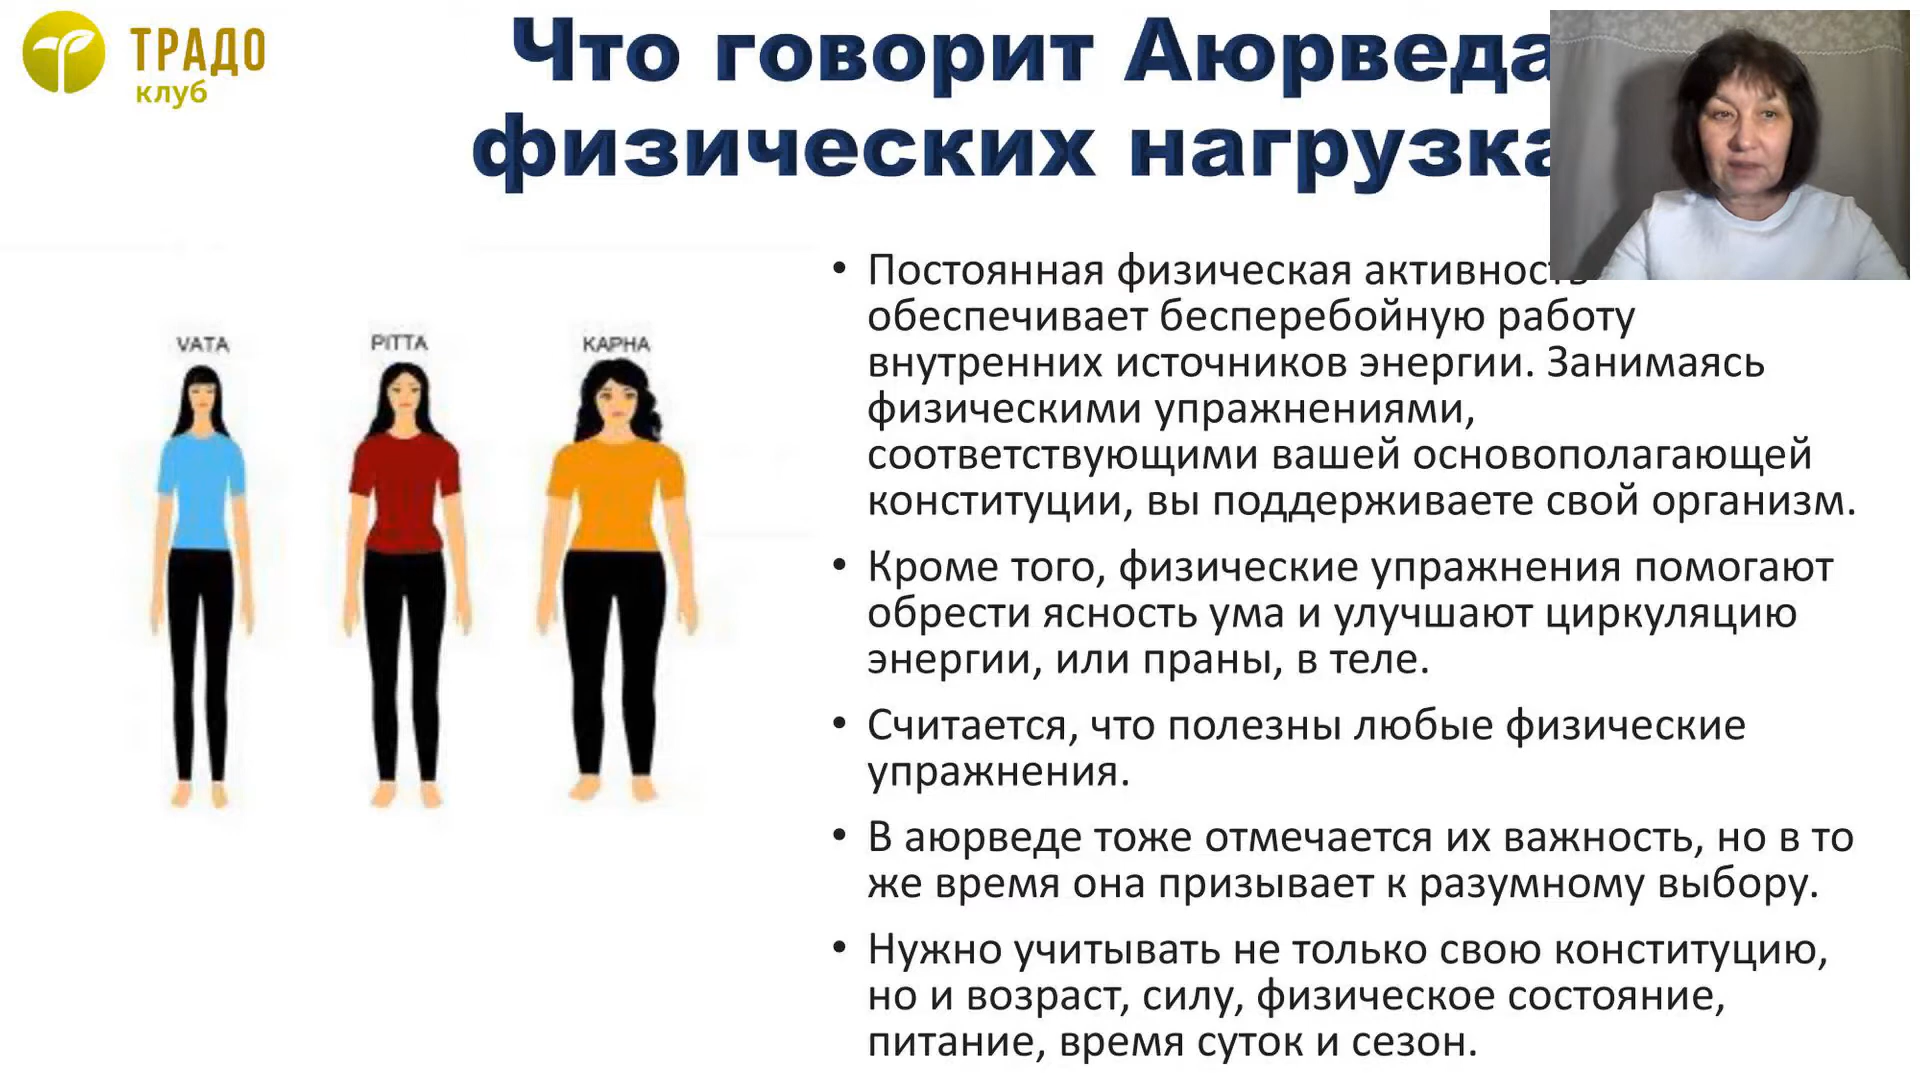 ТРАДО
клуб
Что говорит Аюрведа
физических
VATA
PITTA
KAPHA
• Постоянная физическая активность
обеспечивает бесперебойную работу
внутренних источников энергии. Занимаясь
физическими упражнениями,
соответствующими вашей основополагающей
конституции, вы поддерживаете свой организм.
• Кроме того, физические упражнения помогают
обрести ясность ума и улучшают циркуляцию
энергии, или праны, в теле.
• Считается, что полезны любые физические
упражнения.
• В аюрведе тоже отмечается их важность, но в то
же время она призывает к разумному выбору.
• Нужно учитывать не только свою конституцию,
но и возраст, силу, физическое состояние,
питание, время суток и сезон.